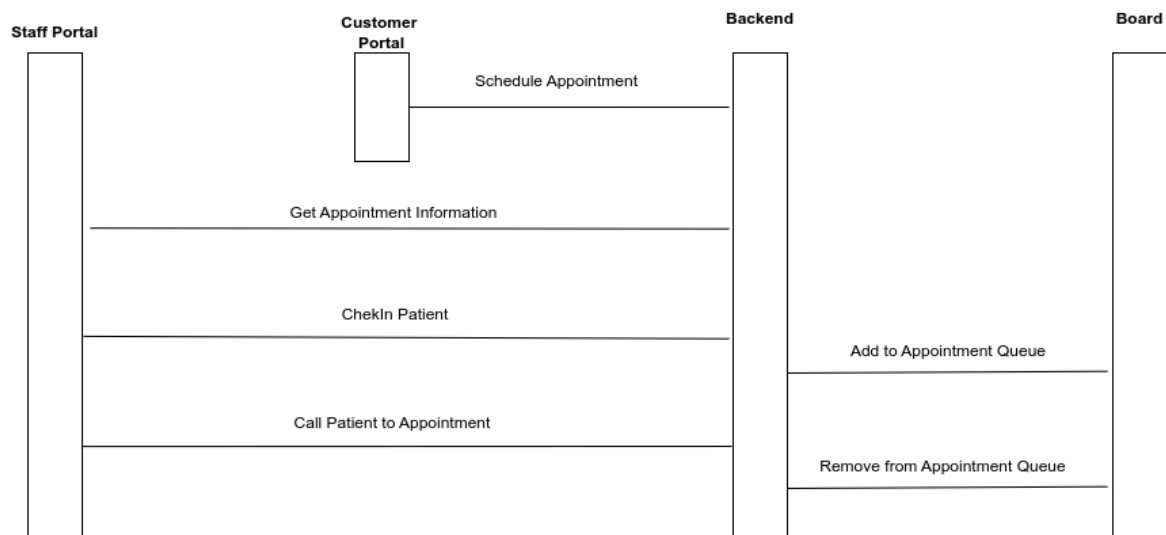 Staff Portal
Customer
Portal
Backend
Board
Schedule Appointment
Get Appointment Information
ChekIn Patient
Add to Appointment Queue
Call Patient to Appointment
Remove from Appointment Queue